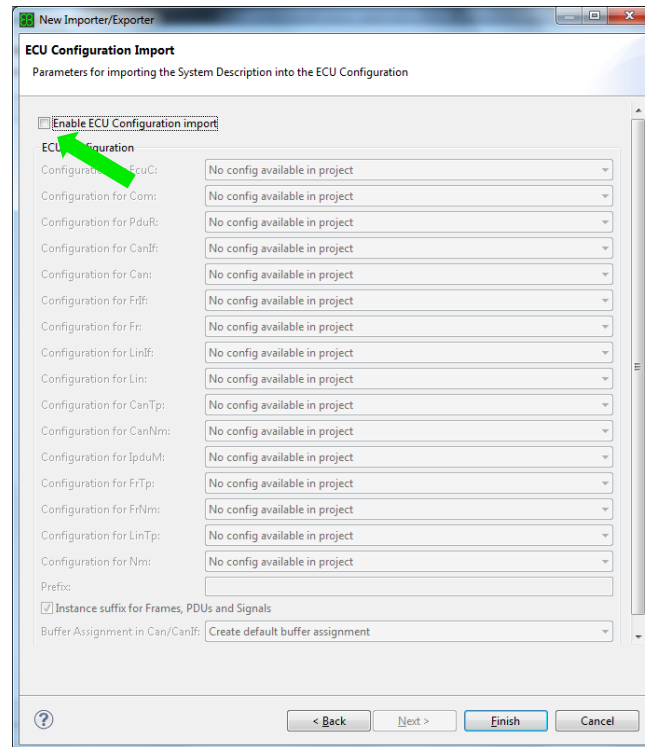 New Importer/Exporter
ECU Configuration Import
Parameters for importing the System Description into the ECU Configuration
Enable ECU Configuration import
Configuration for EcuC: No config available in project
Configuration for Com: No config available in project
Configuration for PduR: No config available in project
Configuration for CanIf: No config available in project
Configuration for Can: No config available in project
Configuration for FrIf: No config available in project
Configuration for Fr: No config available in project
Configuration for LinIf: No config available in project
Configuration for Lin: No config available in project
Configuration for CanTp: No config available in project
Configuration for CanNm: No config available in project
Configuration for IpduM: No config available in project
Configuration for FrTp: No config available in project
Configuration for FrNm: No config available in project
Configuration for LinTp: No config available in project
Configuration for Nm: No config available in project
Prefix:
Instance suffix for Frames, PDUs and Signals
Buffer Assignment in Can/CanIf: Create default buffer assignment
? < Back Next > Finish Cancel